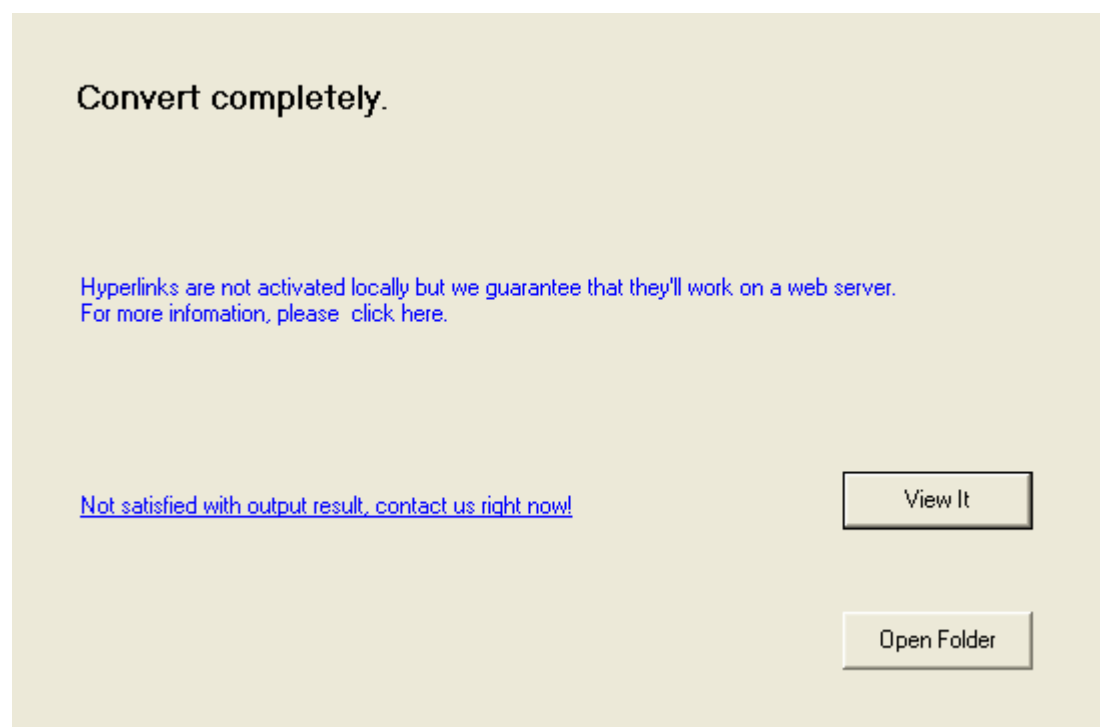 Convert completely.
Hyperlinks are not activated locally but we guarantee that they'll work on a web server.
For more infomation, please  click here.
Not satisfied with output result, contact us right now!
View It
Open Folder